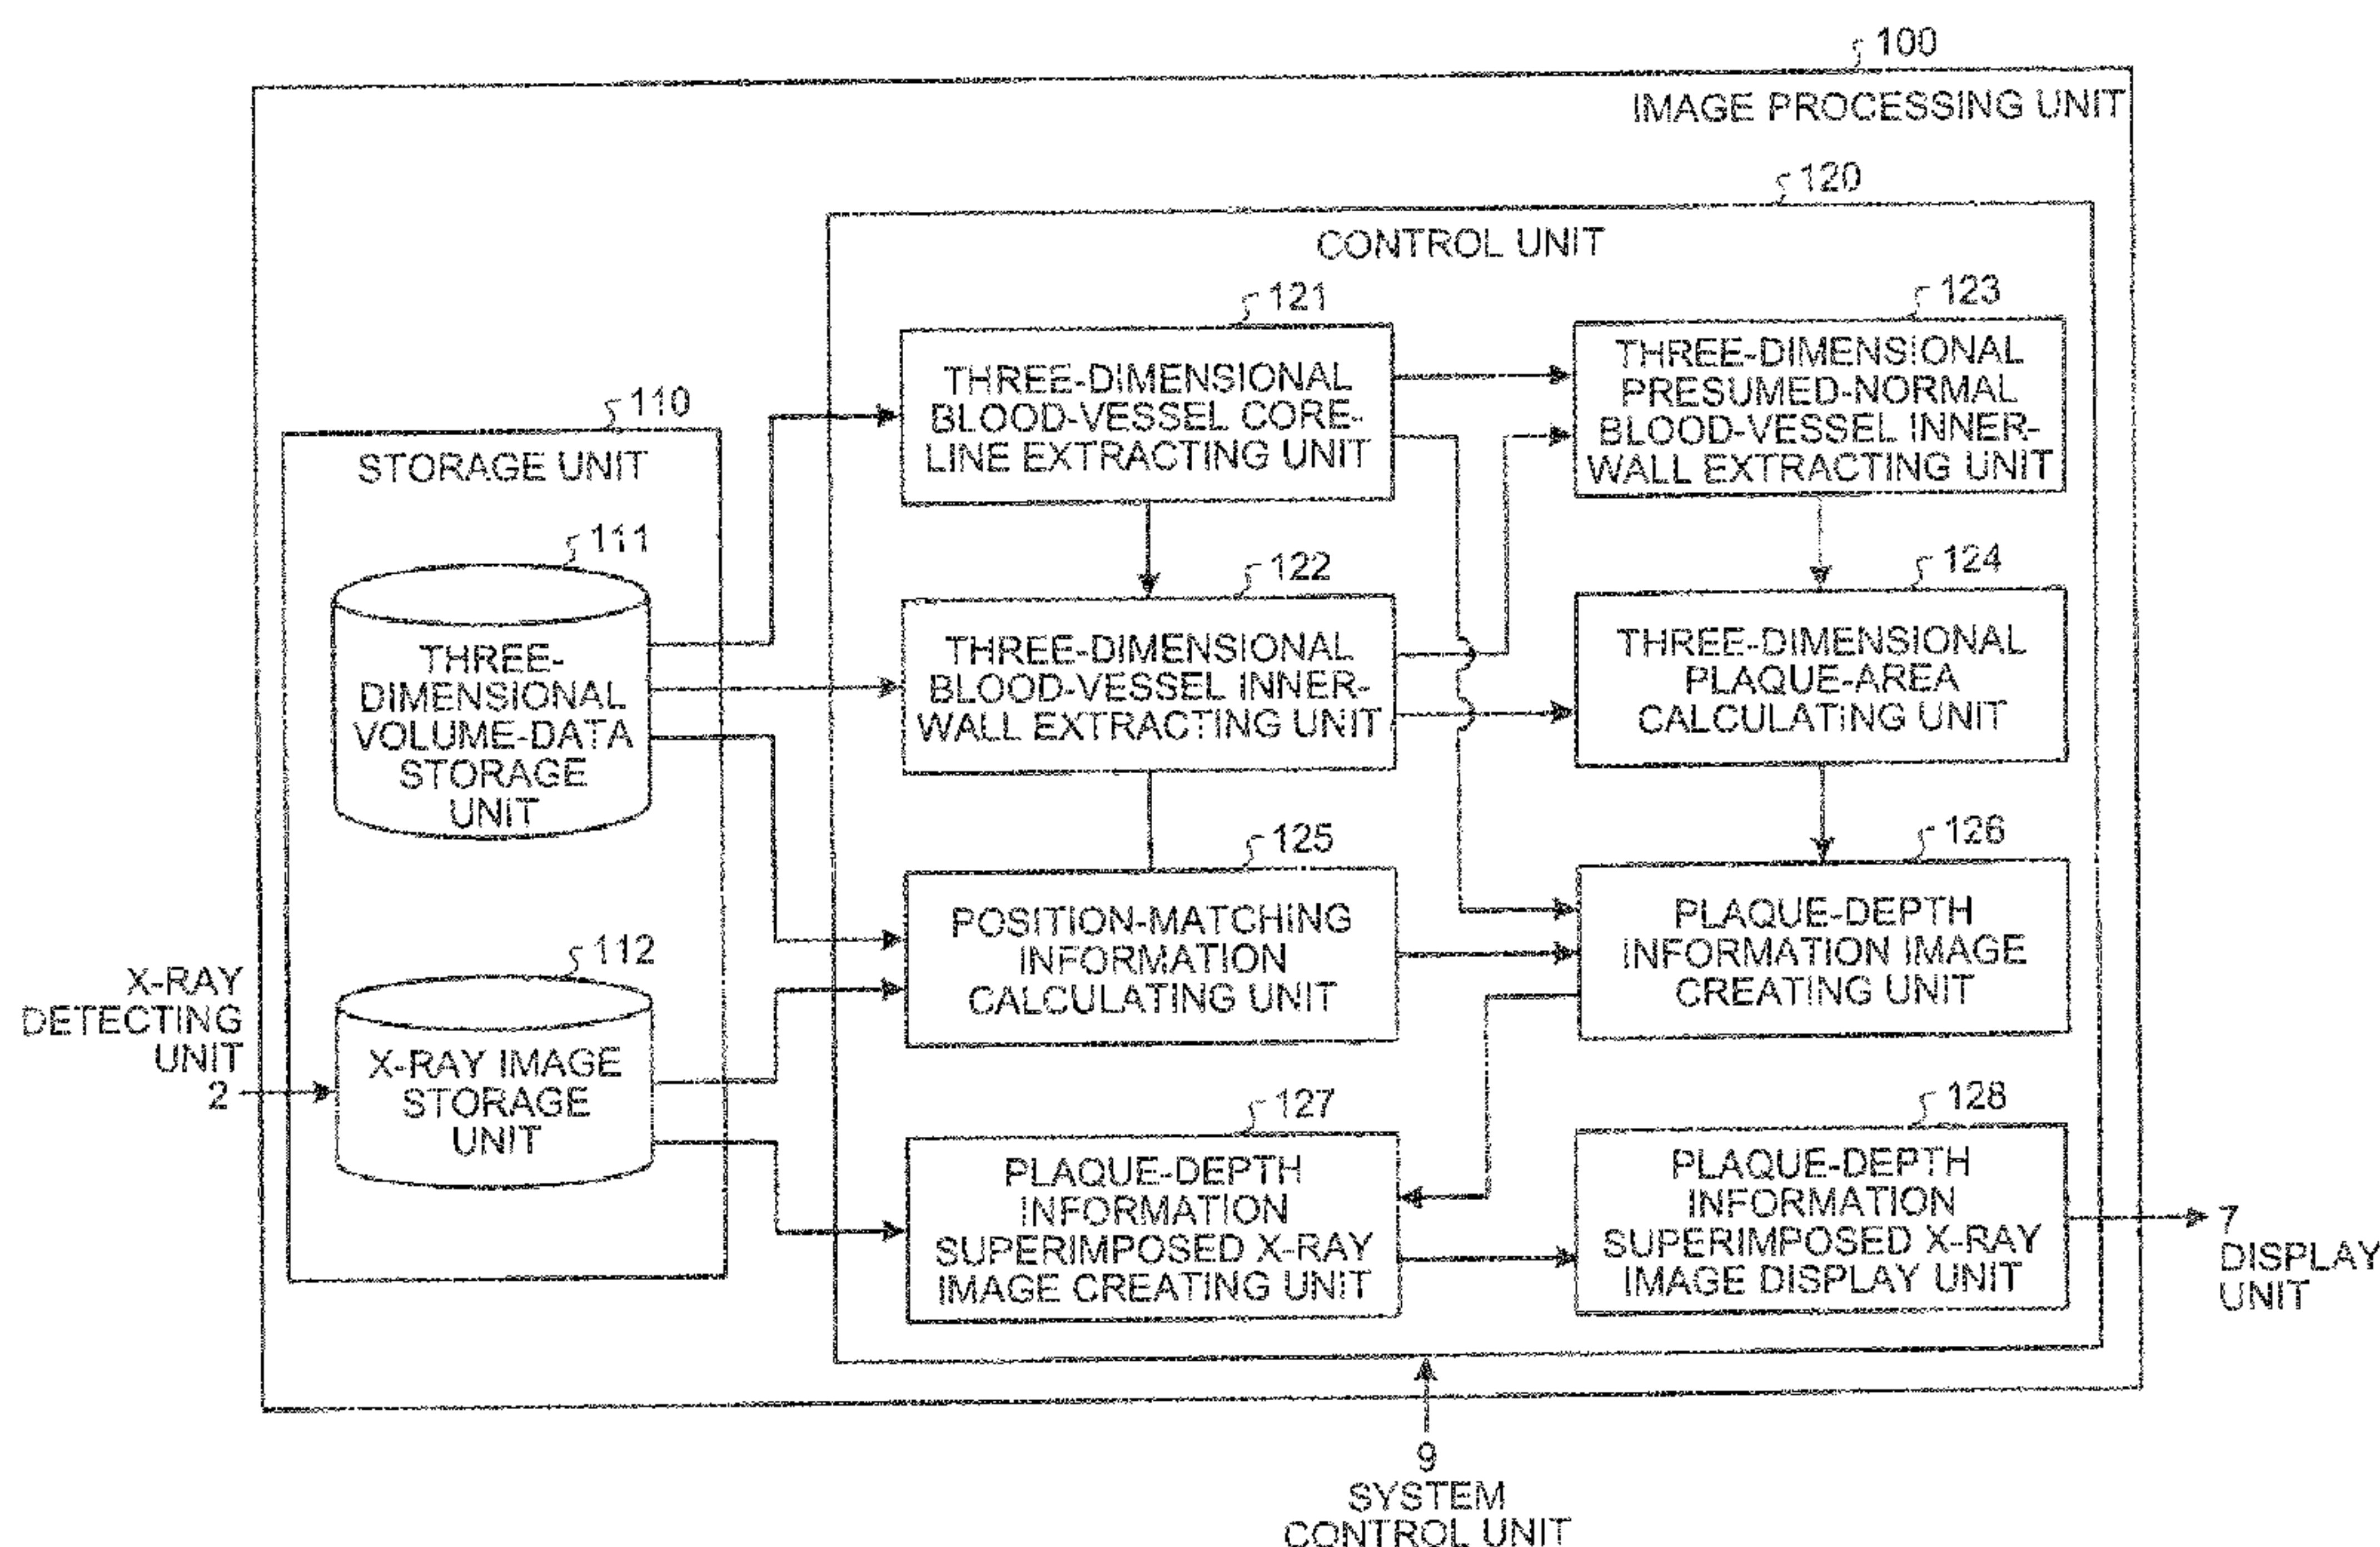 100
IMAGE PROCESSING UNIT
120
CONTROL UNIT
121
THREE-DIMENSIONAL
BLOOD-VESSEL CORE-
LINE EXTRACTING UNIT
123
THREE-DIMENSIONAL
PRESUMED-NORMAL
BLOOD-VESSEL INNER-
WALL EXTRACTING UNIT
110
STORAGE UNIT
111
THREE-
DIMENSIONAL
VOLUME-DATA
STORAGE
UNIT
122
THREE-DIMENSIONAL
BLOOD-VESSEL INNER-
WALL EXTRACTING UNIT
124
THREE-DIMENSIONAL
PLAQUE-AREA
CALCULATING UNIT
125
POSITION-MATCHING
INFORMATION
CALCULATING UNIT
126
PLAQUE-DEPTH
INFORMATION IMAGE
CREATING UNIT
X-RAY
DETECTING
UNIT
2
112
X-RAY IMAGE
STORAGE
UNIT
127
PLAQUE-DEPTH
INFORMATION
SUPERIMPOSED X-RAY
IMAGE CREATING UNIT
128
PLAQUE-DEPTH
INFORMATION
SUPERIMPOSED X-RAY
IMAGE DISPLAY UNIT
7
DISPLAY
UNIT
9
SYSTEM
CONTROL UNIT